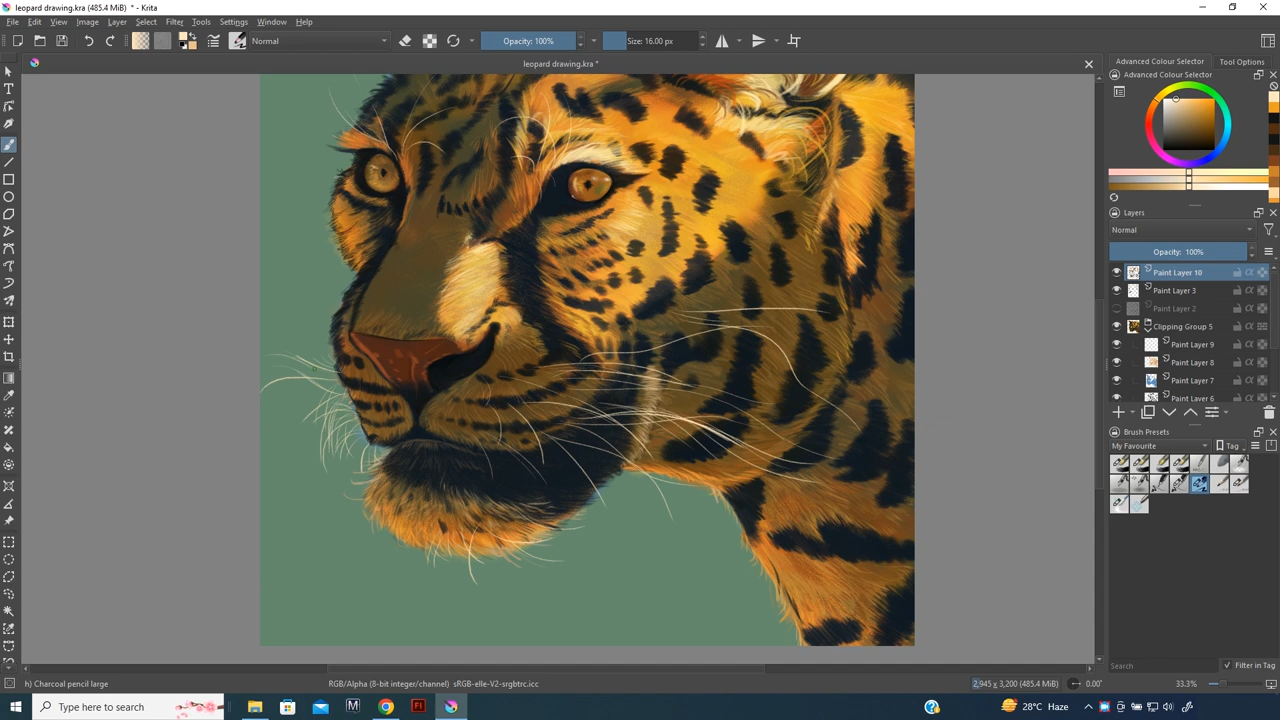 leopard drawing.kra (485.4 MiB) * - Krita
File Edit View Image Layer Select Filter Tools Settings Window Help
Normal Opacity: 100% Size: 16.00 px
leopard drawing.kra *
Advanced Colour Selector Tool Options
Advanced Colour Selector
Layers
Normal
Opacity: 100%
Paint Layer 10
Paint Layer 3
Paint Layer 2
Clipping Group 5
Paint Layer 9
Paint Layer 8
Paint Layer 7
Paint Layer 6
Brush Presets
My Favourite Tag
Search Filter in Tag
h) Charcoal pencil large RGB/Alpha (8-bit integer/channel) sRGB-elle-V2-srgbtrc.icc 2,945 x 3,200 (485.4 MiB) 0.00° 33.3%
Type here to search 28°C Haze